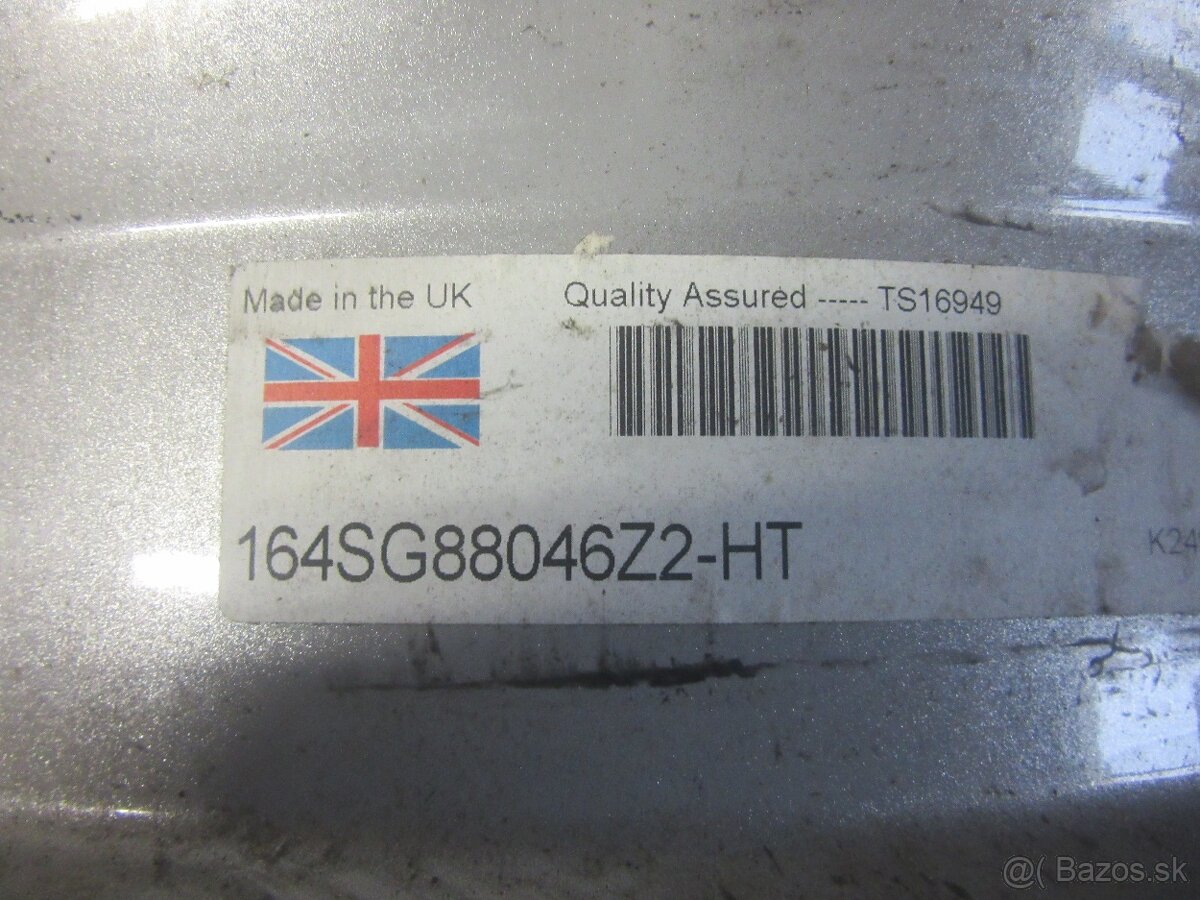 Made in the UK Quality Assured ----- TS16949
164SG88046Z2-HT
K24
@( Bazos.sk